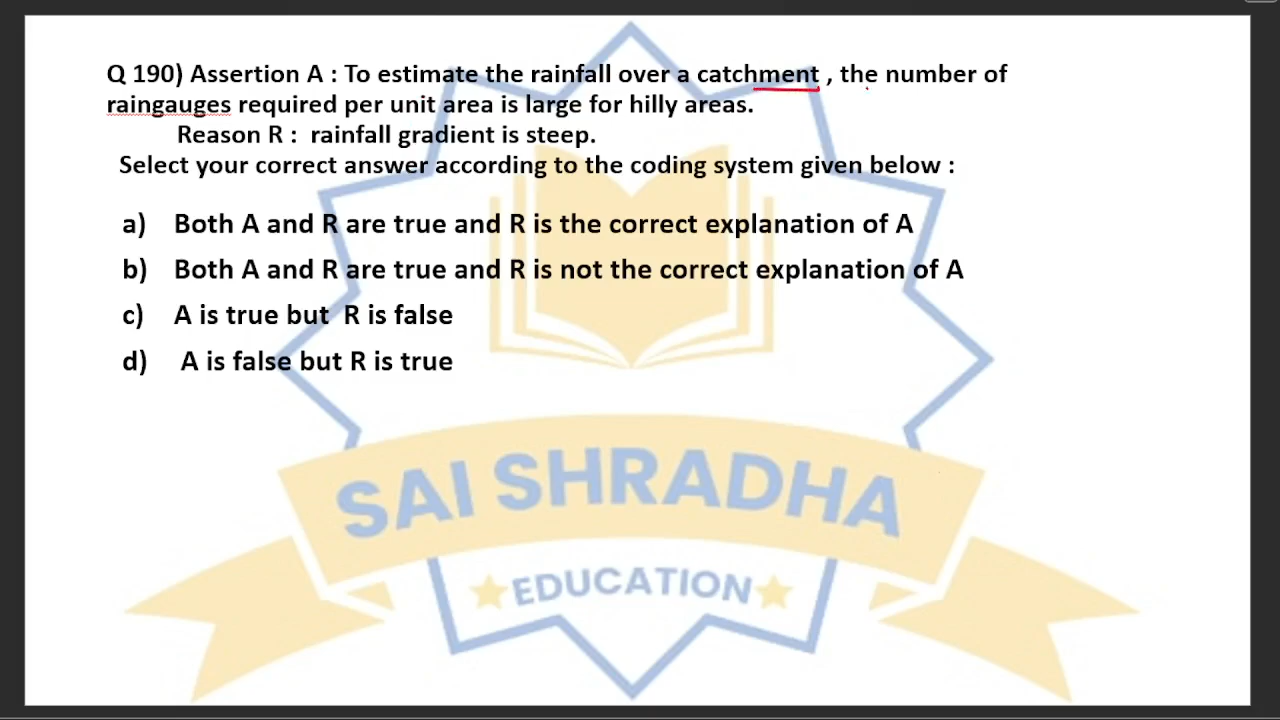 Q 190) Assertion A : To estimate the rainfall over a catchment , the number of
raingauges required per unit area is large for hilly areas.
Reason R : rainfall gradient is steep.
Select your correct answer according to the coding system given below :
a) Both A and R are true and R is the correct explanation of A
b) Both A and R are true and R is not the correct explanation of A
c) A is true but R is false
d) A is false but R is true
SAI SHRADHA
EDUCATION